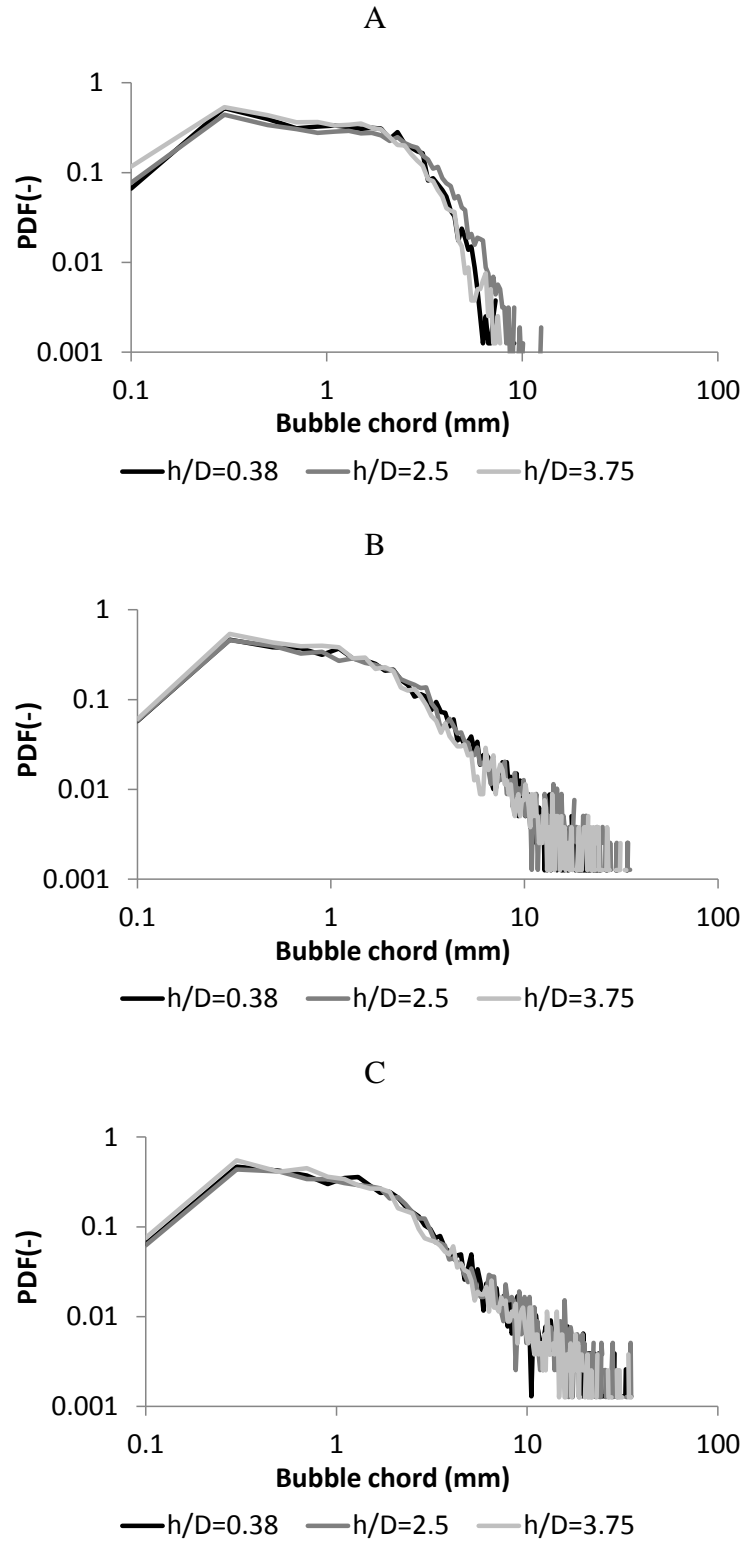 A
1
0.1
0.01
0.001
PDF(-)
0.1 1 10 100
Bubble chord (mm)
h/D=0.38 h/D=2.5 h/D=3.75
B
1
0.1
0.01
0.001
PDF(-)
0.1 1 10 100
Bubble chord (mm)
h/D=0.38 h/D=2.5 h/D=3.75
C
1
0.1
0.01
0.001
PDF(-)
0.1 1 10 100
Bubble chord (mm)
h/D=0.38 h/D=2.5 h/D=3.75